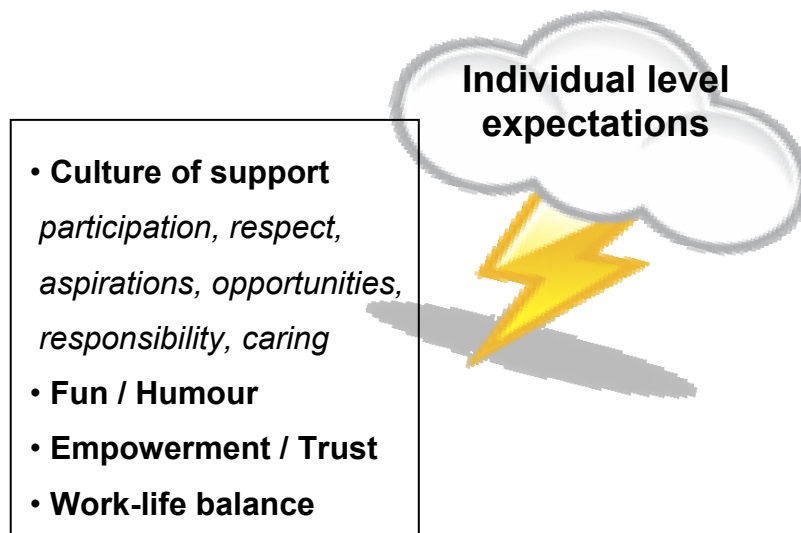 Individual level
expectations
• Culture of support
participation, respect,
aspirations, opportunities,
responsibility, caring
• Fun / Humour
• Empowerment / Trust
• Work-life balance